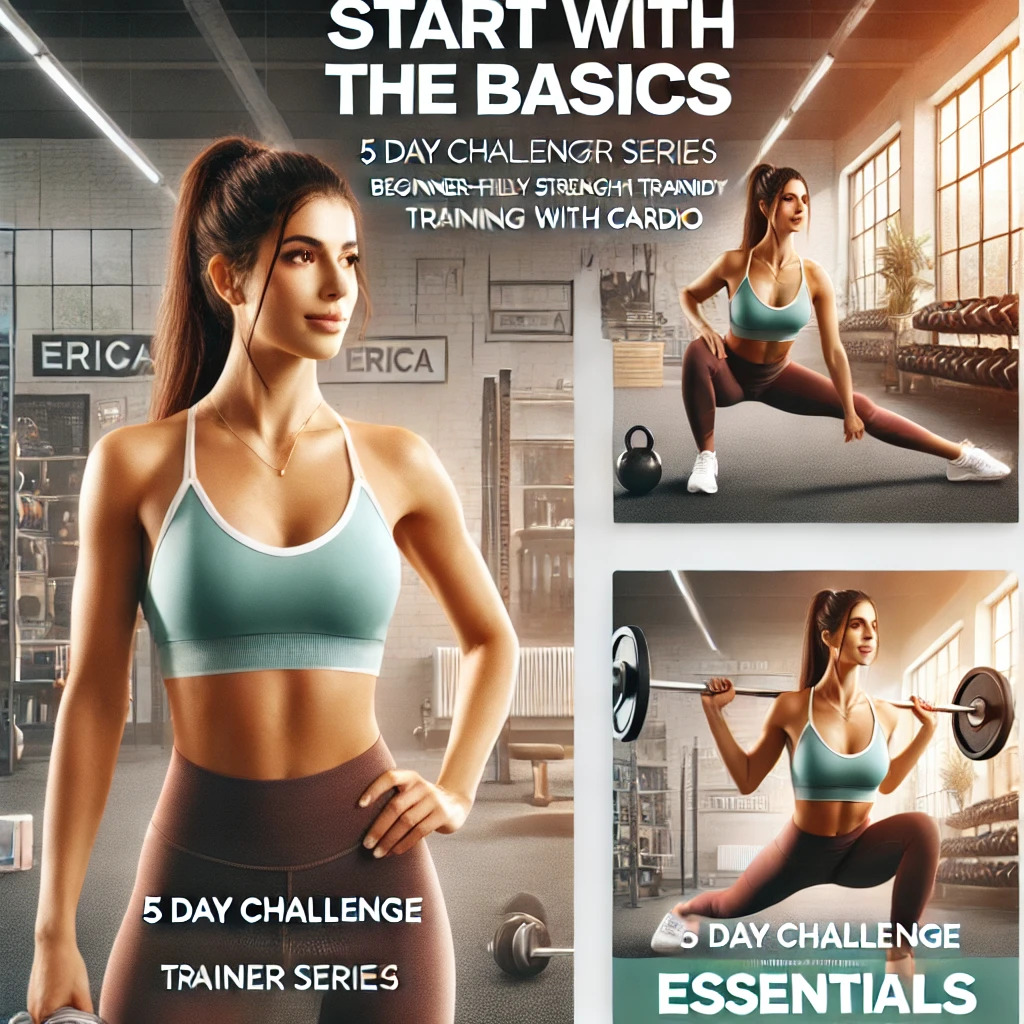 START WITH
THE BASICS
5 DAY CHALENGR SERIES
TRAINING WITH CARDIO
ERICA
ERICA
5 DAY CHALLENGE
TRAINER SERIES
5 DAY CHALLENGE
ESSENTIALS